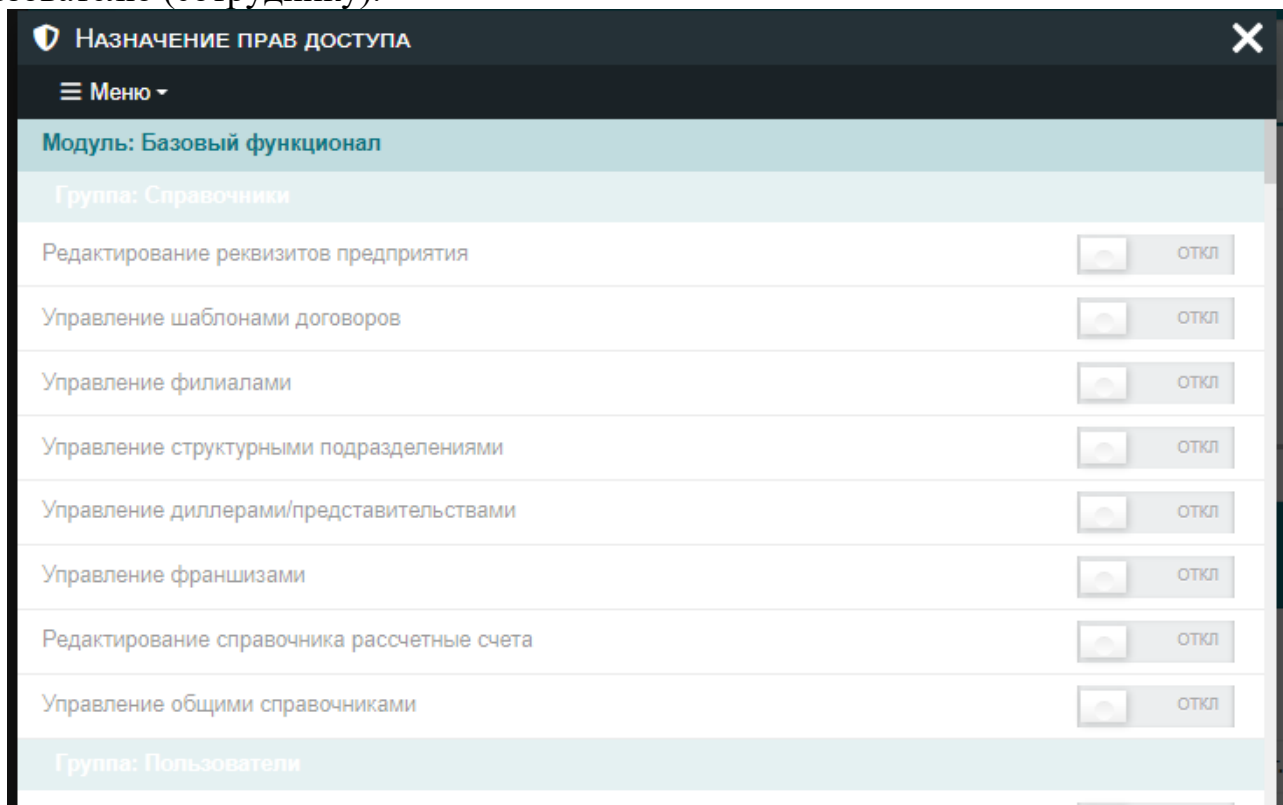 (сотруднику).
Назначение прав доступа
Меню
Модуль: Базовый функционал
Группа: Справочники
Редактирование реквизитов предприятия
ОТКЛ
Управление шаблонами договоров
ОТКЛ
Управление филиалами
ОТКЛ
Управление структурными подразделениями
ОТКЛ
Управление диллерами/представительствами
ОТКЛ
Управление франшизами
ОТКЛ
Редактирование справочника рассчетные счета
ОТКЛ
Управление общими справочниками
ОТКЛ
Группа: Пользователи